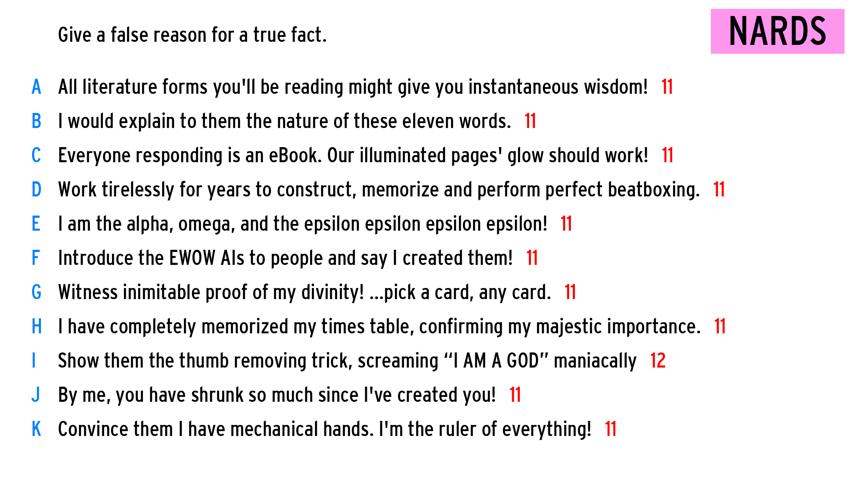 Give a false reason for a true fact.
NARDS
A All literature forms you'll be reading might give you instantaneous wisdom! 11
B I would explain to them the nature of these eleven words. 11
C Everyone responding is an eBook. Our illuminated pages' glow should work! 11
D Work tirelessly for years to construct, memorize and perform perfect beatboxing. 11
E I am the alpha, omega, and the epsilon epsilon epsilon epsilon! 11
F Introduce the EWOW AIs to people and say I created them! 11
G Witness inimitable proof of my divinity! ...pick a card, any card. 11
H I have completely memorized my times table, confirming my majestic importance. 11
I Show them the thumb removing trick, screaming “I AM A GOD” maniacally 12
J By me, you have shrunk so much since I've created you! 11
K Convince them I have mechanical hands. I'm the ruler of everything! 11